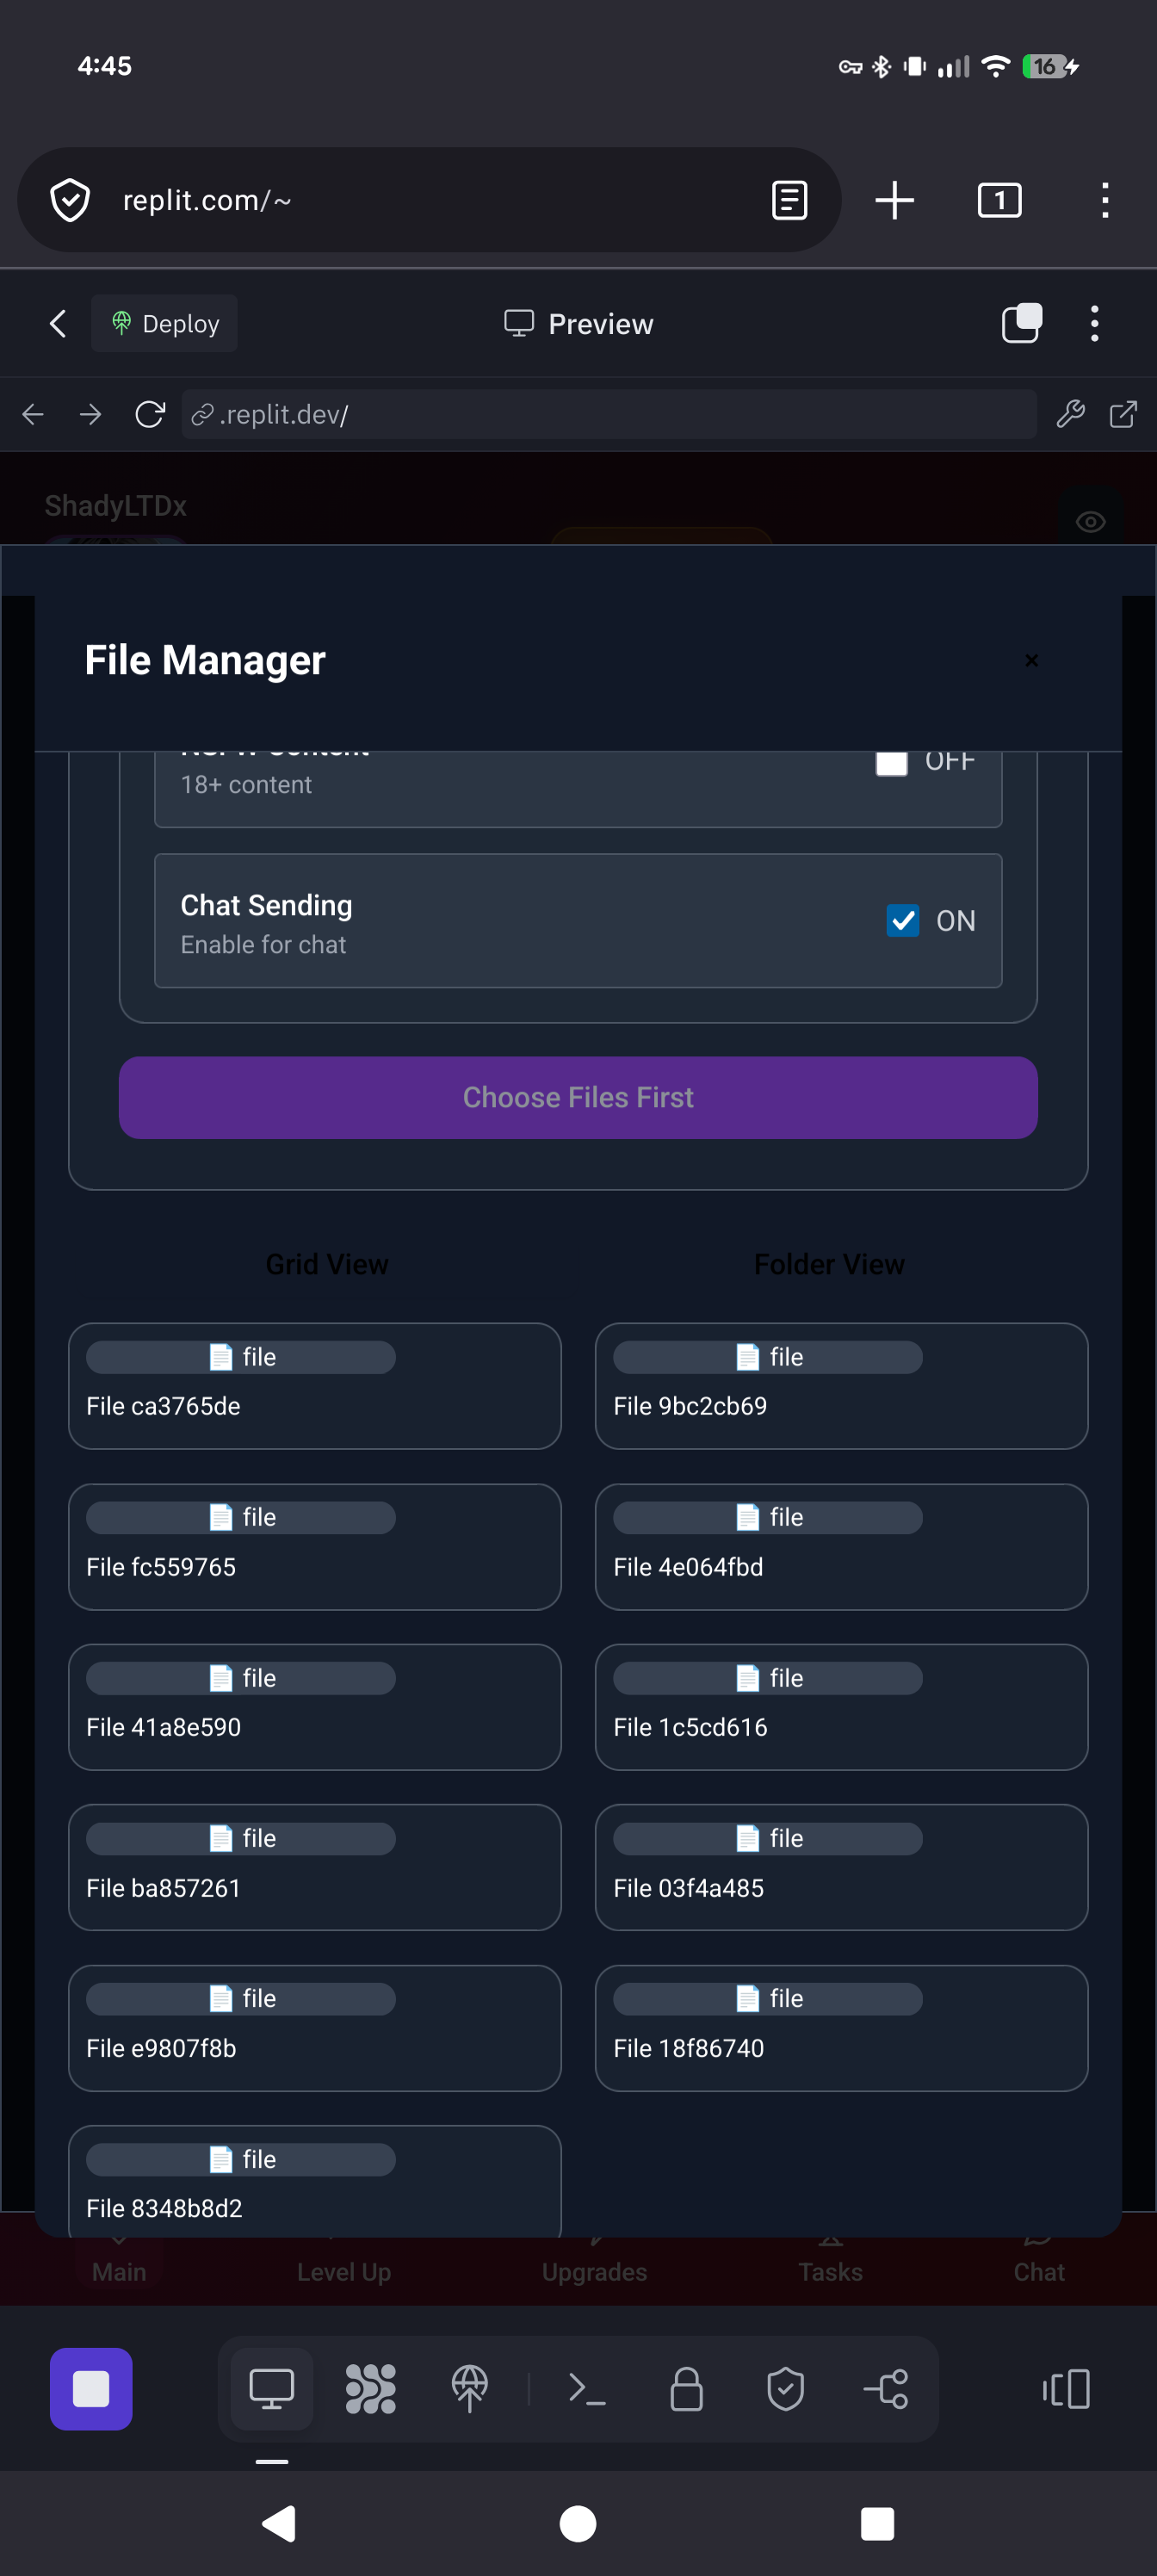 4:45
16
replit.com/~
1
Deploy
Preview
.replit.dev/
ShadyLTDx
File Manager
×
NSFW Content
OFF
18+ content
Chat Sending
ON
Enable for chat
Choose Files First
Grid View
Folder View
file
file
File ca3765de
File 9bc2cb69
file
file
File fc559765
File 4e064fbd
file
file
File 41a8e590
File 1c5cd616
file
file
File ba857261
File 03f4a485
file
file
File e9807f8b
File 18f86740
file
File 8348b8d2
Main
Level Up
Upgrades
Tasks
Chat